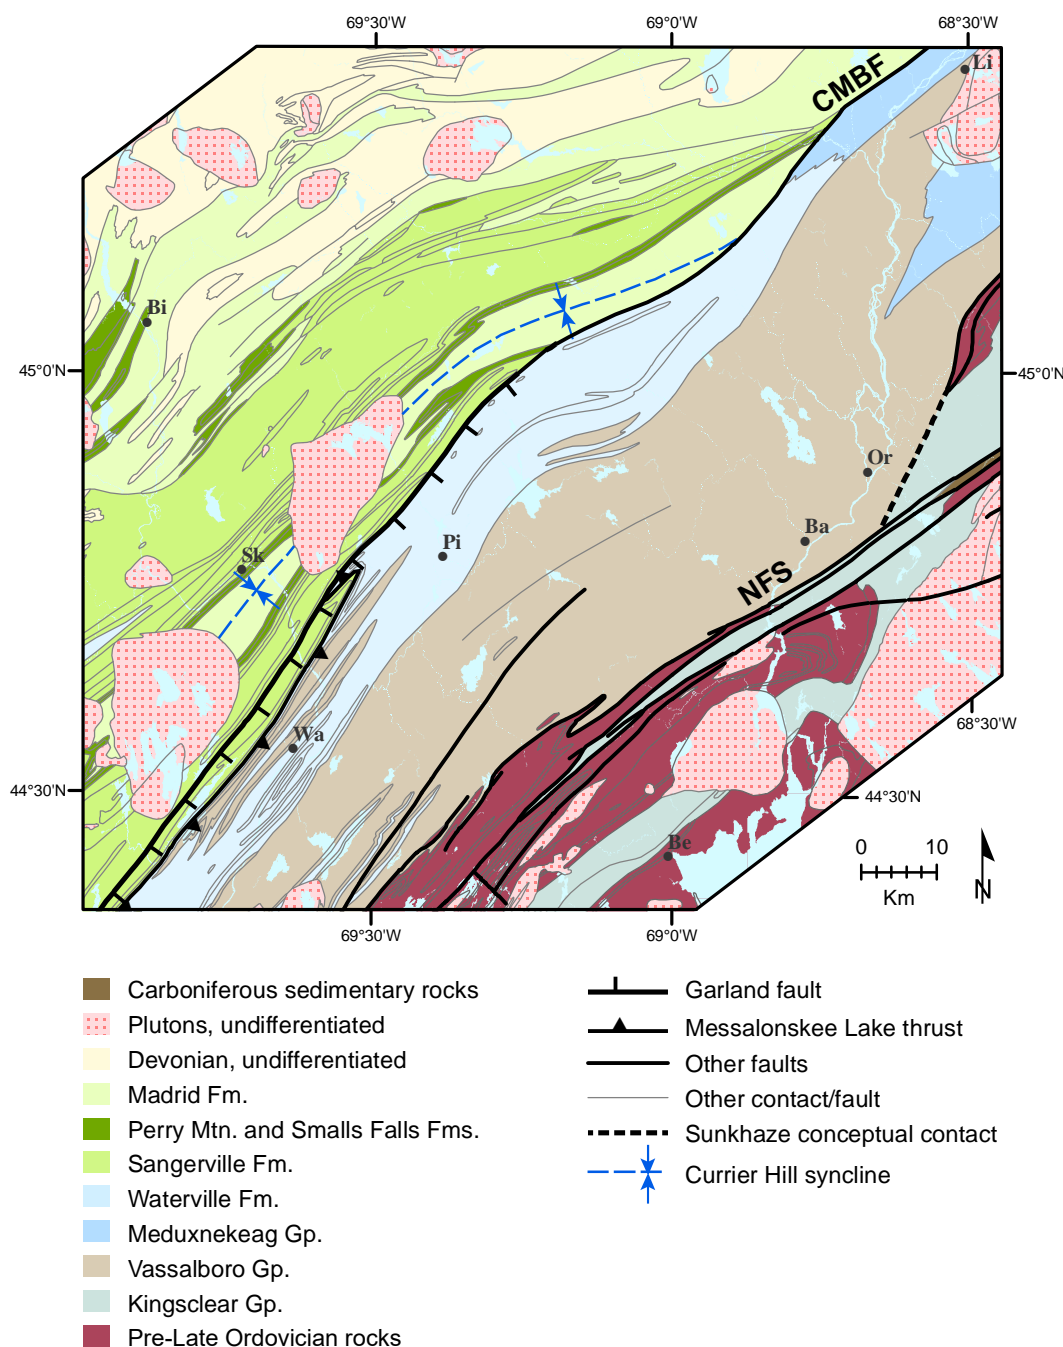 69°30'W
69°0'W
68°30'W
Li
CMBF
Bi
45°0'N
45°0'N
Or
Ba
Pi
Sk
NFS
68°30'W
Wa
44°30'N
44°30'N
Be
0
10
Km
N
69°30'W
69°0'W
Carboniferous sedimentary rocks
Plutons, undifferentiated
Devonian, undifferentiated
Madrid Fm.
Perry Mtn. and Smalls Falls Fms.
Sangerville Fm.
Waterville Fm.
Meduxnekeag Gp.
Vassalboro Gp.
Kingsclear Gp.
Pre-Late Ordovician rocks
Garland fault
Messalonskee Lake thrust
Other faults
Other contact/fault
Sunkhaze conceptual contact
Currier Hill syncline